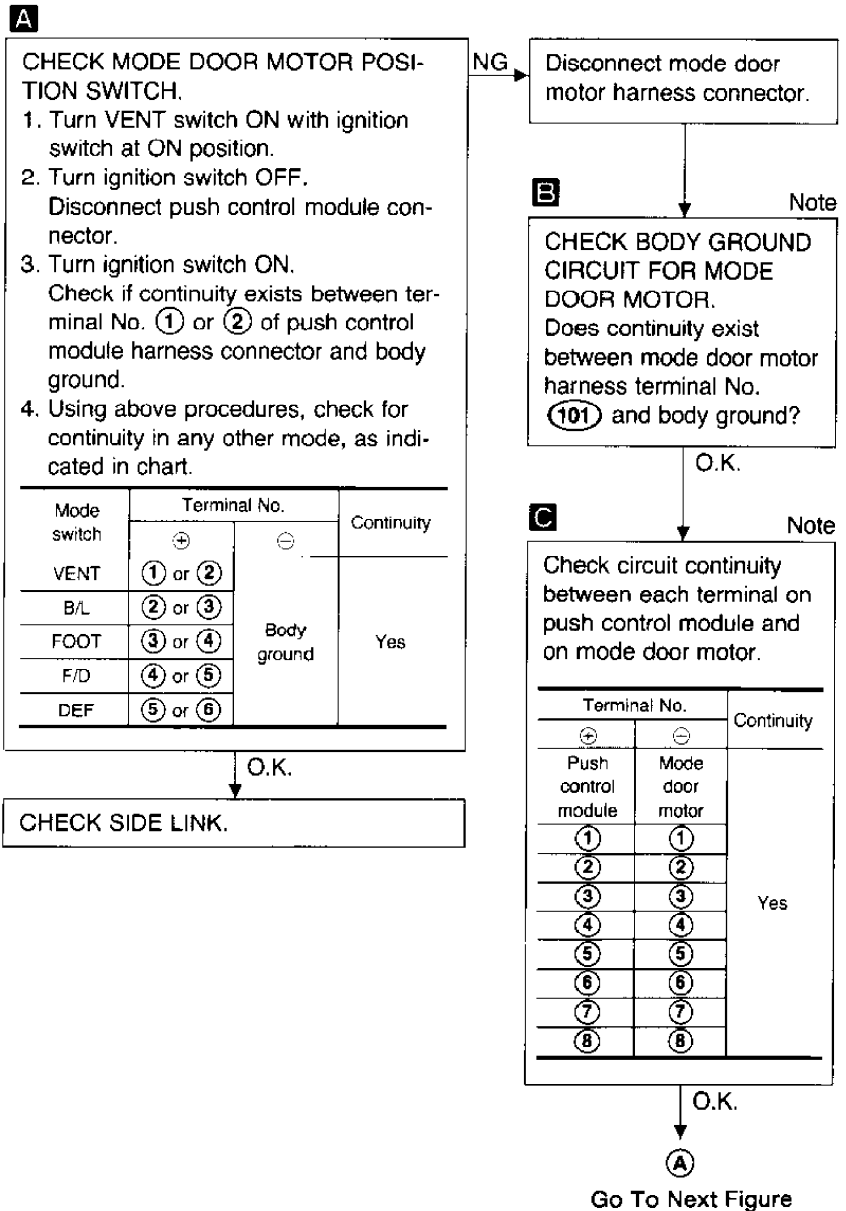 A
CHECK MODE DOOR MOTOR POSI-
TION SWITCH.
1. Turn VENT switch ON with ignition
switch at ON position.
2. Turn ignition switch OFF.
Disconnect push control module con-
nector.
3. Turn ignition switch ON.
Check if continuity exists between ter-
minal No. ① or ② of push control
module harness connector and body
ground.
4. Using above procedures, check for
continuity in any other mode, as indi-
cated in chart.
Mode switch Terminal No. Continuity
⊕ ⊖
VENT ① or ②
B/L ② or ③
FOOT ③ or ④ Body ground Yes
F/D ④ or ⑤
DEF ⑤ or ⑥
O.K.
CHECK SIDE LINK.
NG
Disconnect mode door
motor harness connector.
B Note
CHECK BODY GROUND
CIRCUIT FOR MODE
DOOR MOTOR.
Does continuity exist
between mode door motor
harness terminal No.
(101) and body ground?
O.K.
C Note
Check circuit continuity
between each terminal on
push control module and
on mode door motor.
Terminal No. Continuity
⊕ ⊖
Push control module Mode door motor
① ①
② ②
③ ③ Yes
④ ④
⑤ ⑤
⑥ ⑥
⑦ ⑦
⑧ ⑧
O.K.
Ⓐ
Go To Next Figure